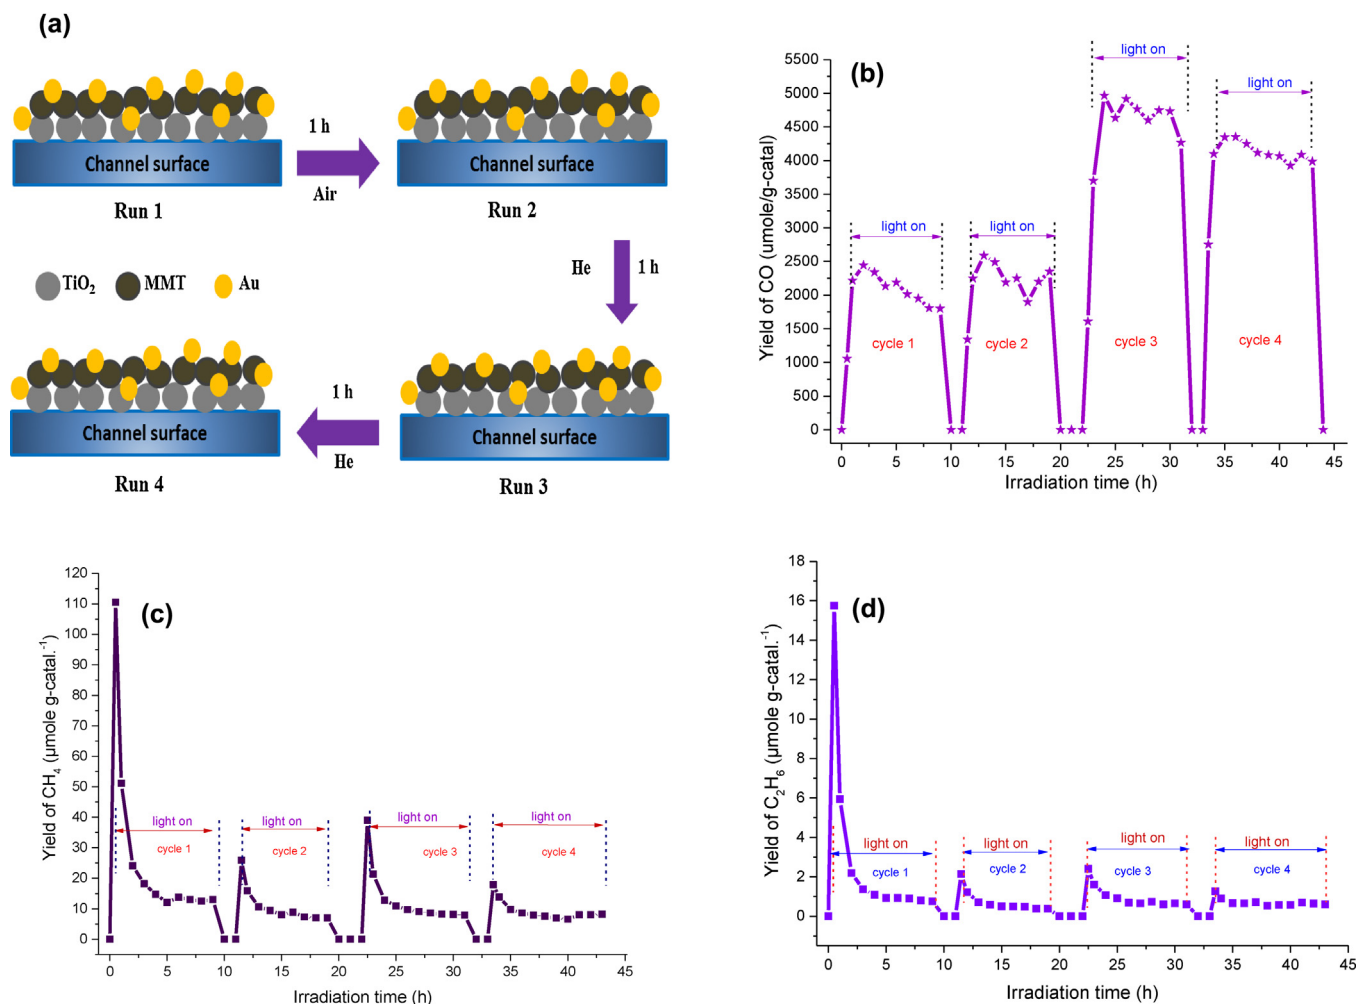 (a)
Channel surface
Run 1
1 h
Air
Channel surface
Run 2
He
1 h
TiO₂
MMT
Au
Channel surface
Run 4
1 h
He
Channel surface
Run 3
(b)
Yield of CO (umole/g-catal)
5500
5000
4500
4000
3500
3000
2500
2000
1500
1000
500
0
light on
light on
light on
light on
cycle 1
cycle 2
cycle 3
cycle 4
0 5 10 15 20 25 30 35 40 45
Irradiation time (h)
(c)
Yield of CH₄ (µmole g-catal.⁻¹)
120
110
100
90
80
70
60
50
40
30
20
10
0
light on
light on
light on
light on
cycle 1
cycle 2
cycle 3
cycle 4
0 5 10 15 20 25 30 35 40 45
Irradiation time (h)
(d)
Yield of C₂H₆ (µmole g-catal.⁻¹)
18
16
14
12
10
8
6
4
2
0
light on
light on
light on
light on
cycle 1
cycle 2
cycle 3
cycle 4
0 5 10 15 20 25 30 35 40 45
Irradiation time (h)